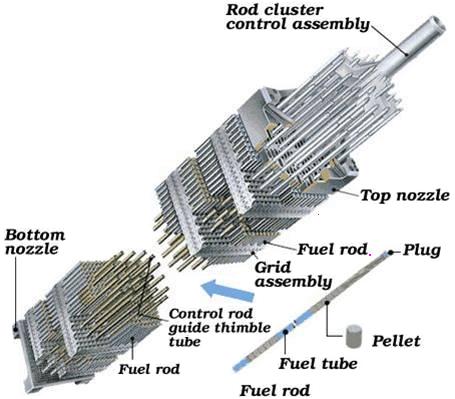 Rod cluster
control assembly
Top nozzle
Bottom
nozzle
Fuel rod
Plug
Grid
assembly
Control rod
guide thimble
tube
Pellet
Fuel rod
Fuel tube
Fuel rod